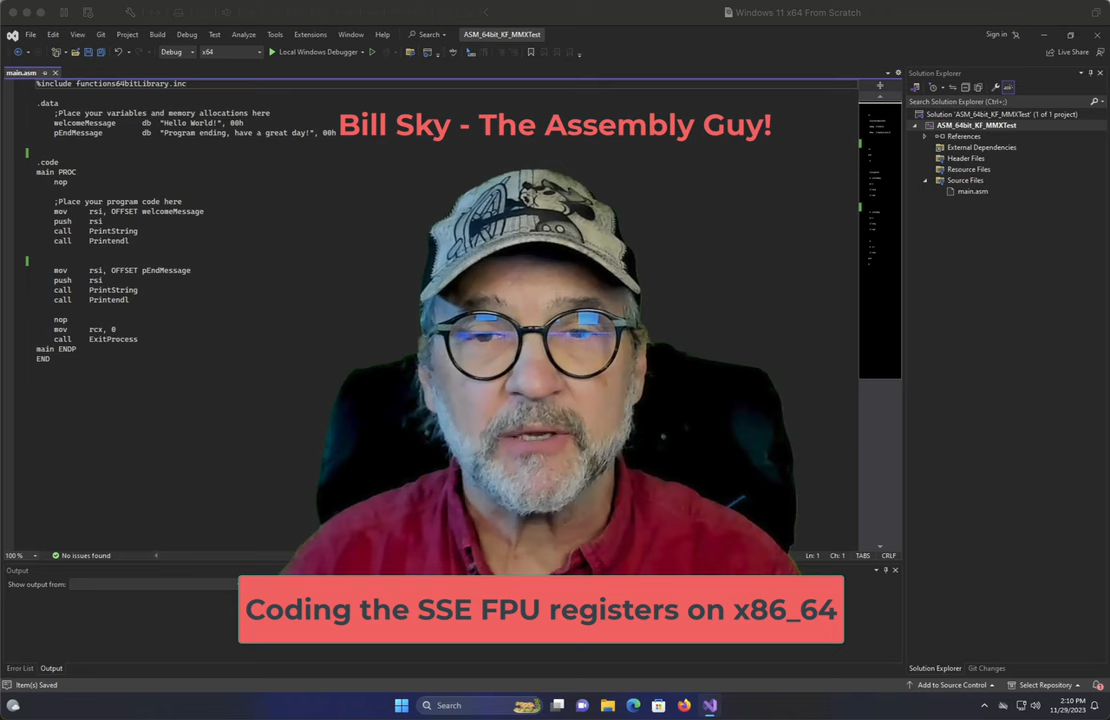 Windows 11 x64 From Scratch
File Edit View Git Project Build Debug Test Analyze Tools Extensions Window Help Search ASM_64bit_KF_MMXTest Sign in
Debug x64 Local Windows Debugger Live Share
main.asm
%include functions64bitLibrary.inc
.data
;Place your variables and memory allocations here
welcomeMessage db "Hello World!", 00h
pEndMessage db "Program ending, have a great day!", 00h
.code
main PROC
nop
;Place your program code here
mov rsi, OFFSET welcomeMessage
push rsi
call PrintString
call Printendl
mov rsi, OFFSET pEndMessage
push rsi
call PrintString
call Printendl
nop
mov rcx, 0
call ExitProcess
main ENDP
END
Bill Sky - The Assembly Guy!
Coding the SSE FPU registers on x86_64
Solution Explorer
Search Solution Explorer (Ctrl+;)
Solution 'ASM_64bit_KF_MMXTest' (1 of 1 project)
ASM_64bit_KF_MMXTest
References
External Dependencies
Header Files
Resource Files
Source Files
main.asm
100 % No issues found Ln: 1 Ch: 1 TABS CRLF
Output
Show output from:
Error List Output
Solution Explorer Git Changes
Item(s) Saved Add to Source Control Select Repository
Search
2:10 PM
11/29/2023